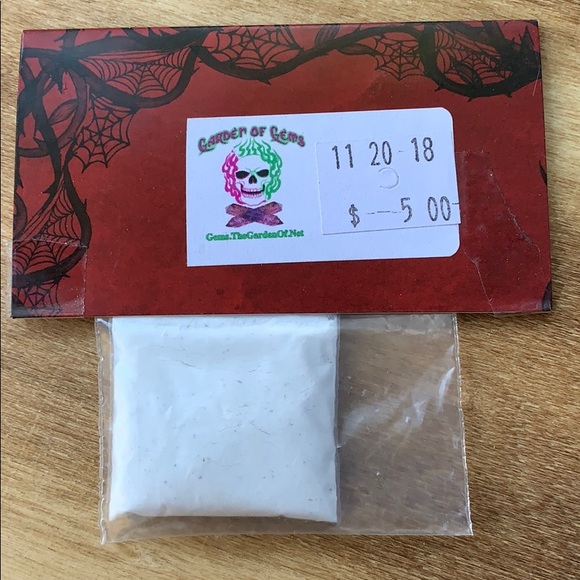 Garden of Gems
11 20 18
$ --- 5 00
Gems.TheGardenOf.Net